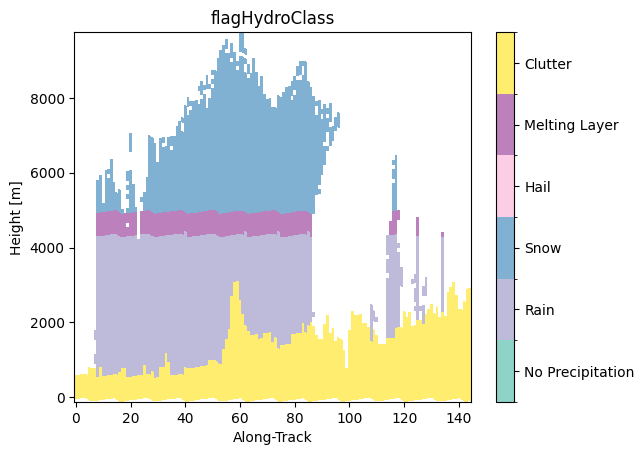 flagHydroClass
Height [m]
8000
6000
4000
2000
0
0 20 40 60 80 100 120 140
Along-Track
Clutter
Melting Layer
Hail
Snow
Rain
No Precipitation